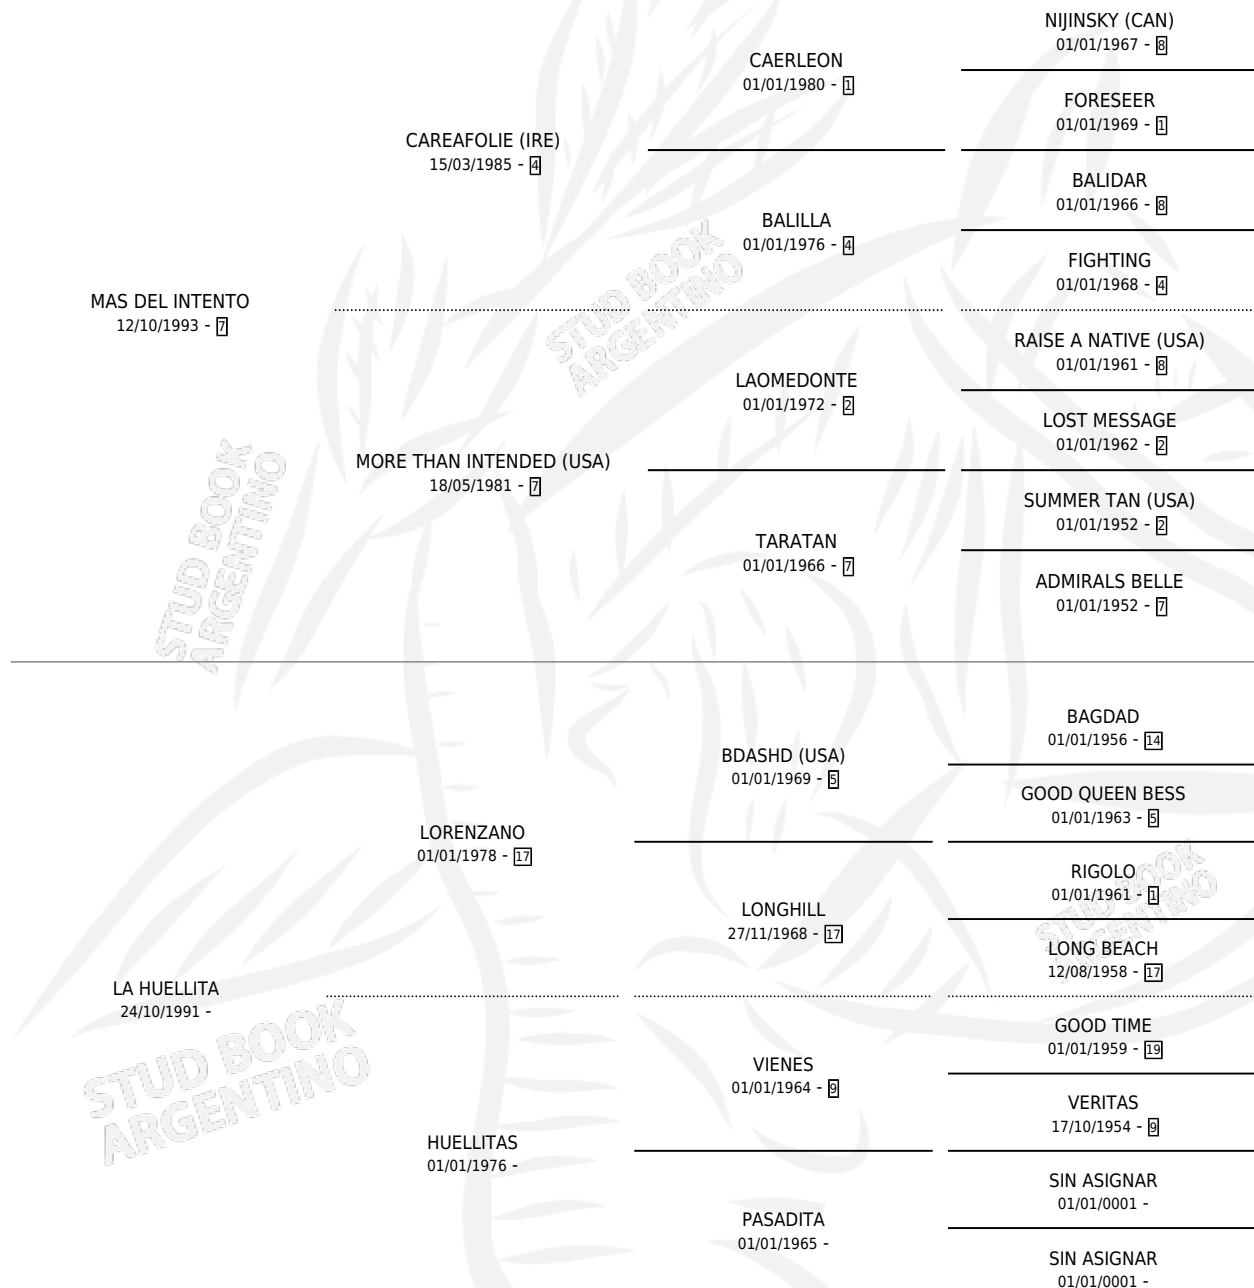 NIJINSKY (CAN)
01/01/1967 - 8
CAERLEON
01/01/1980 - 1
FORESEER
01/01/1969 - 1
CAREAFOLIE (IRE)
15/03/1985 - 4
BALIDAR
01/01/1966 - 8
BALILLA
01/01/1976 - 4
FIGHTING
01/01/1968 - 4
MAS DEL INTENTO
12/10/1993 - 7
RAISE A NATIVE (USA)
01/01/1961 - 8
LAOMEDONTE
01/01/1972 - 2
LOST MESSAGE
01/01/1962 - 2
MORE THAN INTENDED (USA)
18/05/1981 - 7
SUMMER TAN (USA)
01/01/1952 - 2
TARATAN
01/01/1966 - 7
ADMIRALS BELLE
01/01/1952 - 7
BAGDAD
01/01/1956 - 14
BDASHD (USA)
01/01/1969 - 5
GOOD QUEEN BESS
01/01/1963 - 5
LORENZANO
01/01/1978 - 17
RIGOLO
01/01/1961 - 1
LONGHILL
27/11/1968 - 17
LONG BEACH
12/08/1958 - 17
LA HUELLITA
24/10/1991 -
GOOD TIME
01/01/1959 - 19
VIENES
01/01/1964 - 9
VERITAS
17/10/1954 - 9
HUELLITAS
01/01/1976 -
SIN ASIGNAR
01/01/0001 -
PASADITA
01/01/1965 -
SIN ASIGNAR
01/01/0001 -
STUD BOOK
ARGENTINO
STUD BOOK
ARGENTINO
STUD BOOK
ARGENTINO
STUD BOOK
ARGENTINO